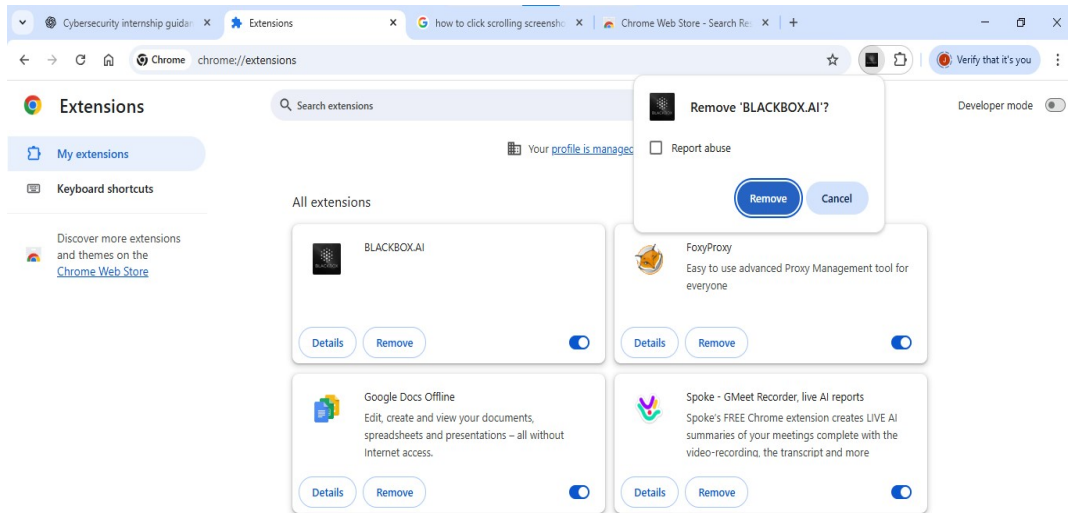 Cybersecurity internship guidan
Extensions
how to click scrolling screensho
Chrome Web Store - Search Re
Chrome
chrome://extensions
Verify that it's you
Extensions
Search extensions
Developer mode
My extensions
Keyboard shortcuts
Discover more extensions
and themes on the
Chrome Web Store
Your profile is managed
Remove 'BLACKBOX.AI'?
Report abuse
Remove
Cancel
All extensions
BLACKBOX.AI
Details
Remove
FoxyProxy
Easy to use advanced Proxy Management tool for
everyone
Details
Remove
Google Docs Offline
Edit, create and view your documents,
spreadsheets and presentations – all without
Internet access.
Details
Remove
Spoke - GMeet Recorder, live AI reports
Spoke's FREE Chrome extension creates LIVE AI
summaries of your meetings complete with the
video-recording, the transcript and more
Details
Remove